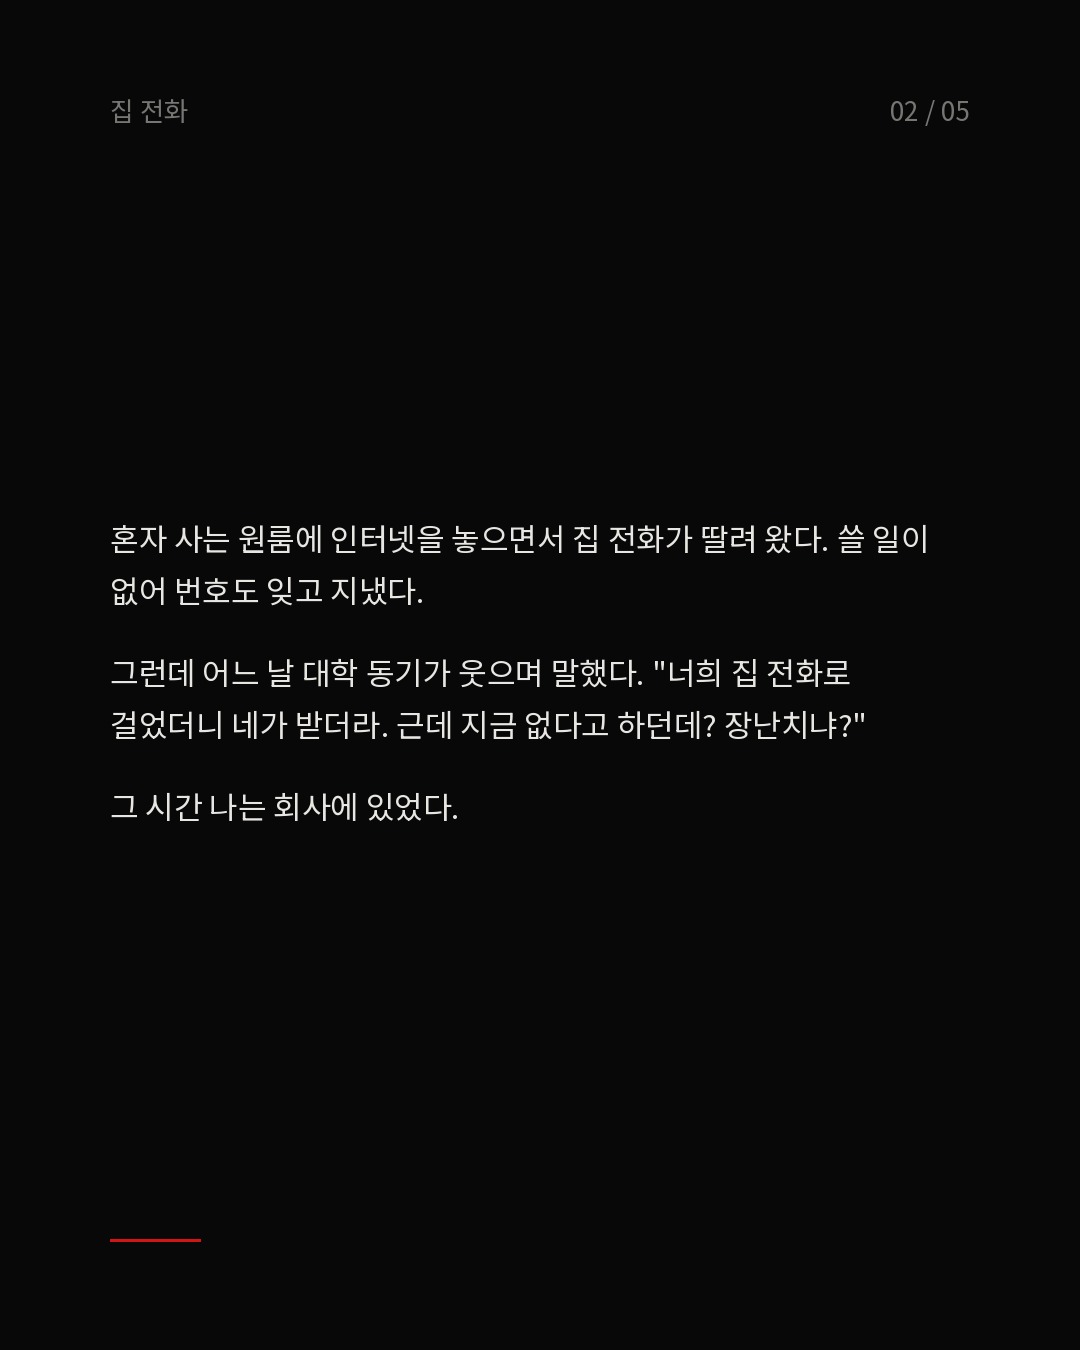 집 전화
02 / 05
혼자 사는 원룸에 인터넷을 놓으면서 집 전화가 딸려 왔다. 쓸 일이
없어 번호도 잊고 지냈다.
그런데 어느 날 대학 동기가 웃으며 말했다. "너희 집 전화로
걸었더니 네가 받더라. 근데 지금 없다고 하던데? 장난치냐?"
그 시간 나는 회사에 있었다.